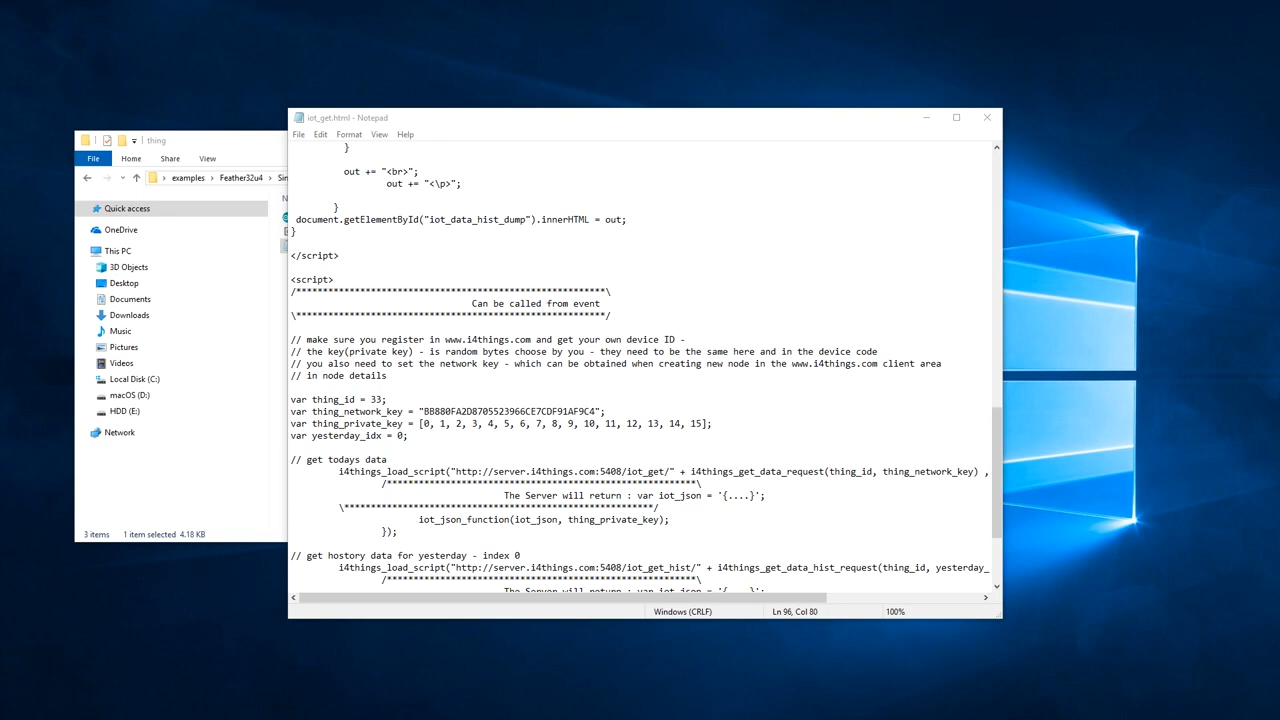 thing
File Home Share View
examples Feather32u4
Quick access
OneDrive
This PC
3D Objects
Desktop
Documents
Downloads
Music
Pictures
Videos
Local Disk (C:)
macOS (D:)
HDD (E:)
Network
3 items 1 item selected 4.18 KB
iot_get.html - Notepad
File Edit Format View Help
}
out += "<br>";
out += "<\p>";
}
document.getElementById("iot_data_hist_dump").innerHTML = out;
}
</script>
<script>
/**********************************************************\
Can be called from event
\**********************************************************/
// make sure you register in www.i4things.com and get your own device ID -
// the key(private key) - is random bytes choose by you - they need to be the same here and in the device code
// you also need to set the network key - which can be obtained when creating new node in the www.i4things.com client area
// in node details
var thing_id = 33;
var thing_network_key = "BB880FA2D8705523966CE7CDF91AF9C4";
var thing_private_key = [0, 1, 2, 3, 4, 5, 6, 7, 8, 9, 10, 11, 12, 13, 14, 15];
var yesterday_idx = 0;
// get todays data
i4things_load_script("http://server.i4things.com:5408/iot_get/" + i4things_get_data_request(thing_id, thing_network_key) ,
/**********************************************************\
The Server will return : var iot_json = '{....}';
\**********************************************************/
iot_json_function(iot_json, thing_private_key);
});
// get hostory data for yesterday - index 0
i4things_load_script("http://server.i4things.com:5408/iot_get_hist/" + i4things_get_data_hist_request(thing_id, yesterday_
/**********************************************************\
The Server will return : var iot_json = '{....}';
Windows (CRLF) Ln 96, Col 80 100%